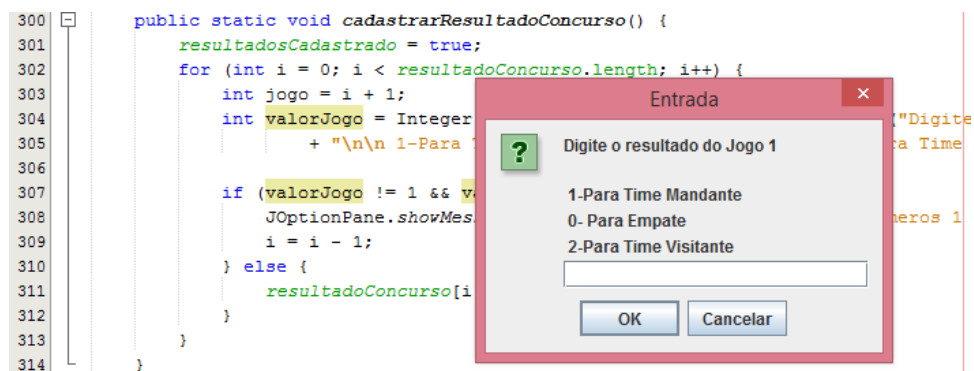 300 public static void cadastrarResultadoConcurso() {
301 resultadosCadastrado = true;
302 for (int i = 0; i < resultadoConcurso.length; i++) {
303 int jogo = i + 1;
304 int valorJogo = Integer ("Digite
305 + "\n\n 1-Para ra Time
306
307 if (valorJogo != 1 && va
308 JOptionPane.showMes meros 1
309 i = i - 1;
310 } else {
311 resultadoConcurso[i
312 }
313 }
314 }
Entrada
Digite o resultado do Jogo 1
1-Para Time Mandante
0- Para Empate
2-Para Time Visitante
OK Cancelar